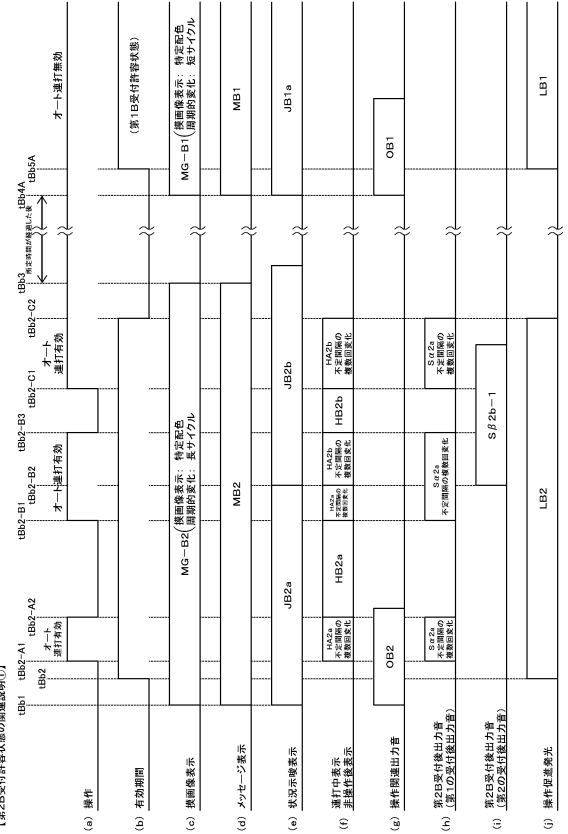 【第2B受付許容状態の関連説明①】
tBb1
tBb2
tBb2-A1
tBb2-A2
tBb2-B1
tBb2-B2
tBb2-B3
tBb2-C1
tBb2-C2
tBb3
所定時間が経過した後
tBb4A
tBb5A
(a) 操作
オート
連打有効
オート連打有効
オート
連打有効
オート連打無効
(b) 有効期間
(第1B受付許容状態)
(c) 摸画像表示
MG-B2(摸画像表示: 特定配色
周期的変化: 長サイクル)
MG-B1(摸画像表示: 特定配色
周期的変化: 短サイクル)
(d) メッセージ表示
MB2
MB1
(e) 状況示唆表示
JB2a
JB2b
JB1a
(f) 連打中表示
非操作後表示
HA2a
不定間隔の
複数回変化
HB2a
HA2a
不定間隔の
複数回変化
HA2b
不定間隔の
複数回変化
HB2b
HA2b
不定間隔の
複数回変化
(g) 操作関連出力音
OB2
OB1
(h) 第2B受付後出力音
(第1の受付後出力音)
Sα2a
不定間隔の
複数回変化
Sα2a
不定間隔の複数回変化
Sα2a
不定間隔の
複数回変化
(i) 第2B受付後出力音
(第2の受付後出力音)
Sβ2b-1
(j) 操作促進発光
LB2
LB1